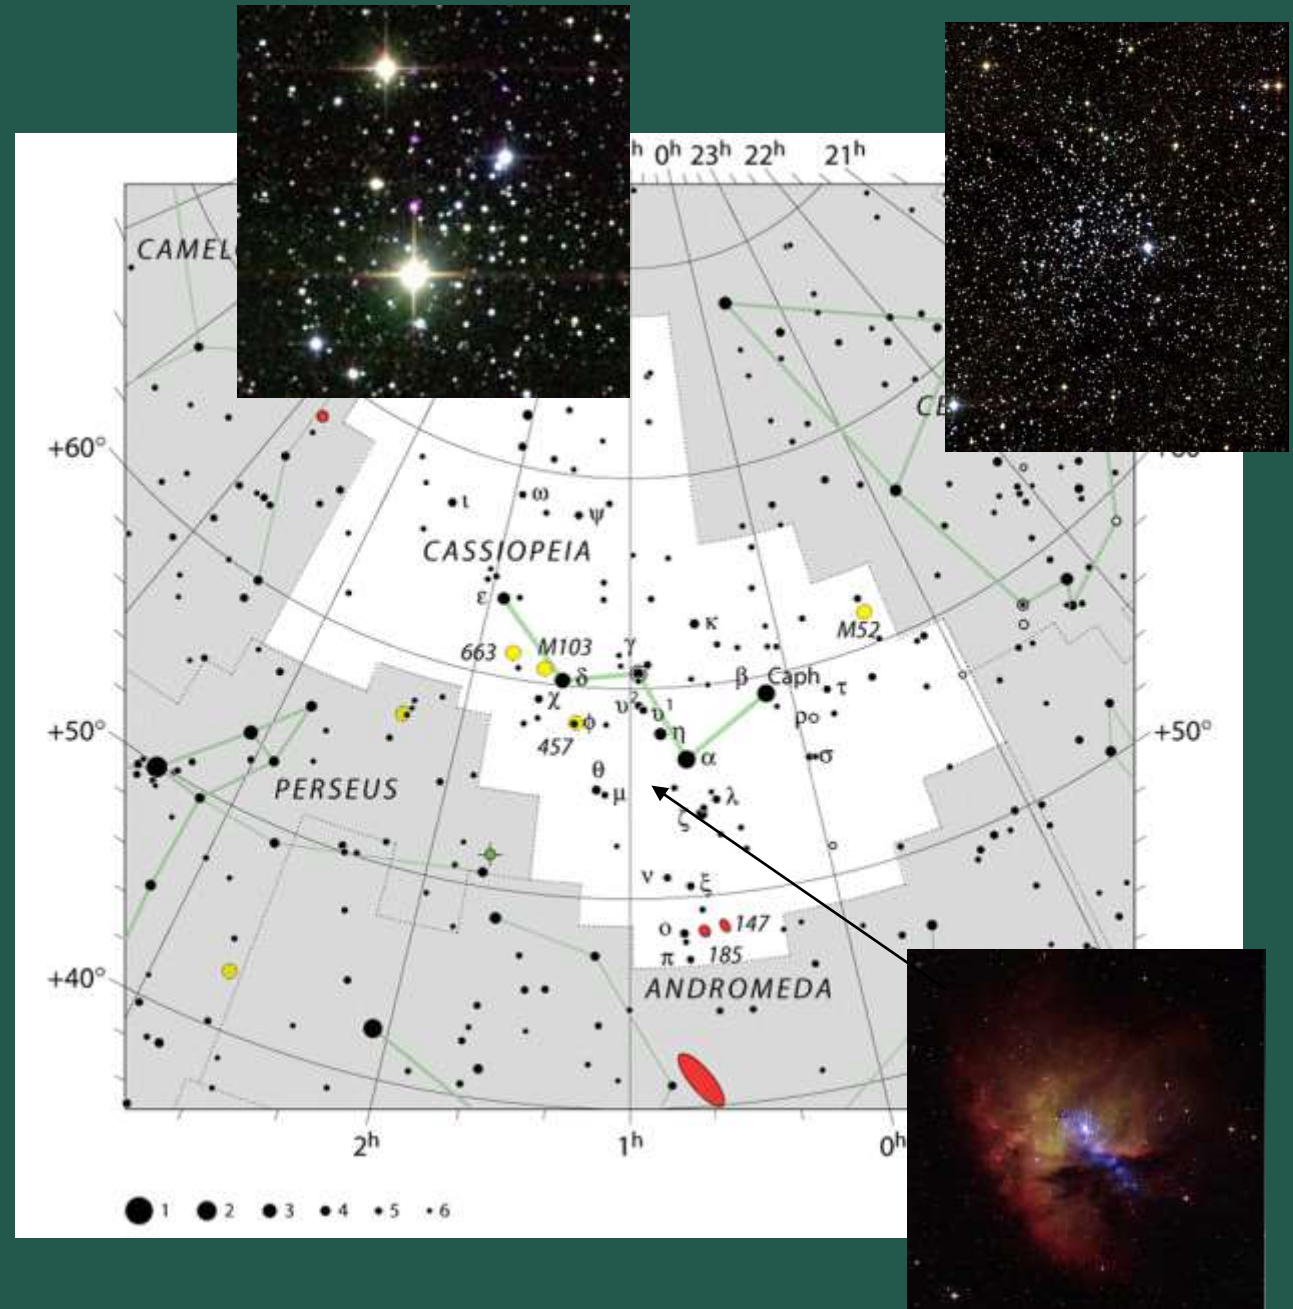 h 0h 23h 22h 21h
CAMEL
CE
+60°
ι ω
ψ
CASSIOPEIA
ε
κ
M52
663 M103 γ
δ β Caph τ
χ υ2 υ1 ρ
+50° φ η +50°
457 α σ
θ
PERSEUS μ λ
ζ
ν ξ
ο 147
π 185
+40° ANDROMEDA
2h 1h 0h
1 2 3 4 5 6